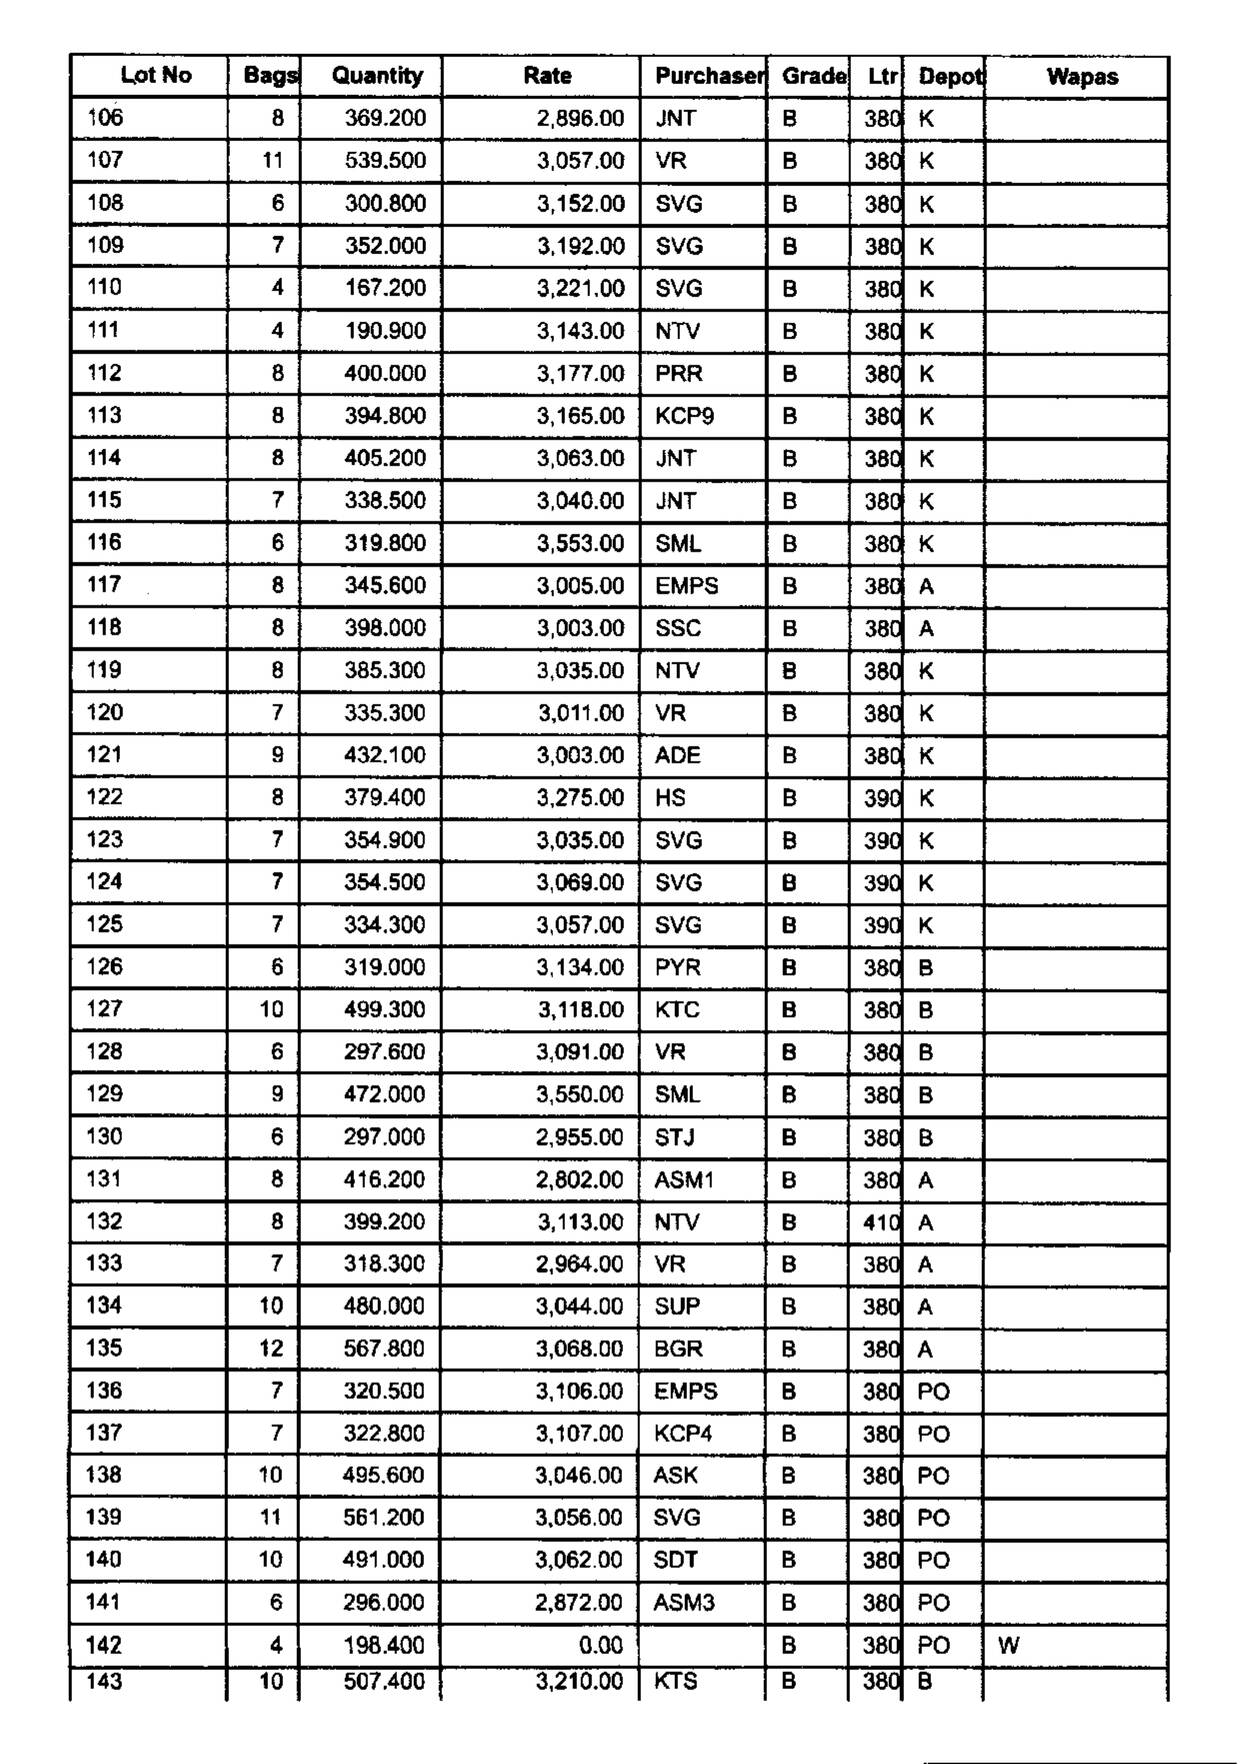 Lot No Bags Quantity Rate Purchaser Grade Ltr Depot Wapas
106 8 369.200 2,896.00 JNT B 380 K
107 11 539.500 3,057.00 VR B 380 K
108 6 300.800 3,152.00 SVG B 380 K
109 7 352.000 3,192.00 SVG B 380 K
110 4 167.200 3,221.00 SVG B 380 K
111 4 190.900 3,143.00 NTV B 380 K
112 8 400.000 3,177.00 PRR B 380 K
113 8 394.800 3,165.00 KCP9 B 380 K
114 8 405.200 3,063.00 JNT B 380 K
115 7 338.500 3,040.00 JNT B 380 K
116 6 319.800 3,553.00 SML B 380 K
117 8 345.600 3,005.00 EMPS B 380 A
118 8 398.000 3,003.00 SSC B 380 A
119 8 385.300 3,035.00 NTV B 380 K
120 7 335.300 3,011.00 VR B 380 K
121 9 432.100 3,003.00 ADE B 380 K
122 8 379.400 3,275.00 HS B 390 K
123 7 354.900 3,035.00 SVG B 390 K
124 7 354.500 3,069.00 SVG B 390 K
125 7 334.300 3,057.00 SVG B 390 K
126 6 319.000 3,134.00 PYR B 380 B
127 10 499.300 3,118.00 KTC B 380 B
128 6 297.600 3,091.00 VR B 380 B
129 9 472.000 3,550.00 SML B 380 B
130 6 297.000 2,955.00 STJ B 380 B
131 8 416.200 2,802.00 ASM1 B 380 A
132 8 399.200 3,113.00 NTV B 410 A
133 7 318.300 2,964.00 VR B 380 A
134 10 480.000 3,044.00 SUP B 380 A
135 12 567.800 3,068.00 BGR B 380 A
136 7 320.500 3,106.00 EMPS B 380 PO
137 7 322.800 3,107.00 KCP4 B 380 PO
138 10 495.600 3,046.00 ASK B 380 PO
139 11 561.200 3,056.00 SVG B 380 PO
140 10 491.000 3,062.00 SDT B 380 PO
141 6 296.000 2,872.00 ASM3 B 380 PO
142 4 198.400 0.00 B 380 PO W
143 10 507.400 3,210.00 KTS B 380 B